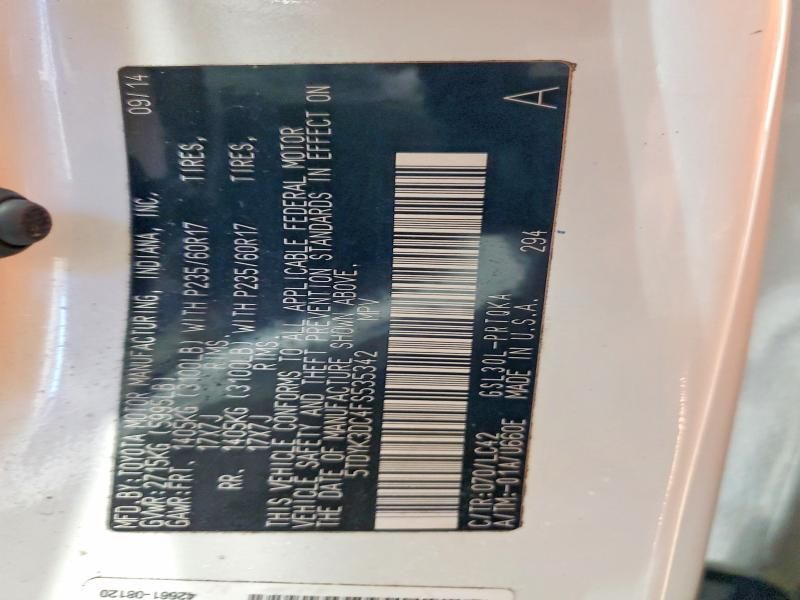 MFD.BY:TOYOTA MOTOR MANUFACTURING, INDIANA, INC. 09/14
GVWR:2715KG (5995LB)
GAWR:FRT. 1405KG (3100LB) WITH P235/60R17 TIRES,
17X7J RIMS.
RR. 1405KG (3100LB) WITH P235/60R17 TIRES,
17X7J RIMS.
THIS VEHICLE CONFORMS TO ALL APPLICABLE FEDERAL MOTOR
VEHICLE SAFETY AND THEFT PREVENTION STANDARDS IN EFFECT ON
THE DATE OF MANUFACTURE SHOWN ABOVE.
5TDYK3DCXFS535342 MPV
C/TR:070/LC42 GSL30L-PRTQKA
A/TM:-01A/U660E MADE IN U.S.A. 294 A
42661-08120